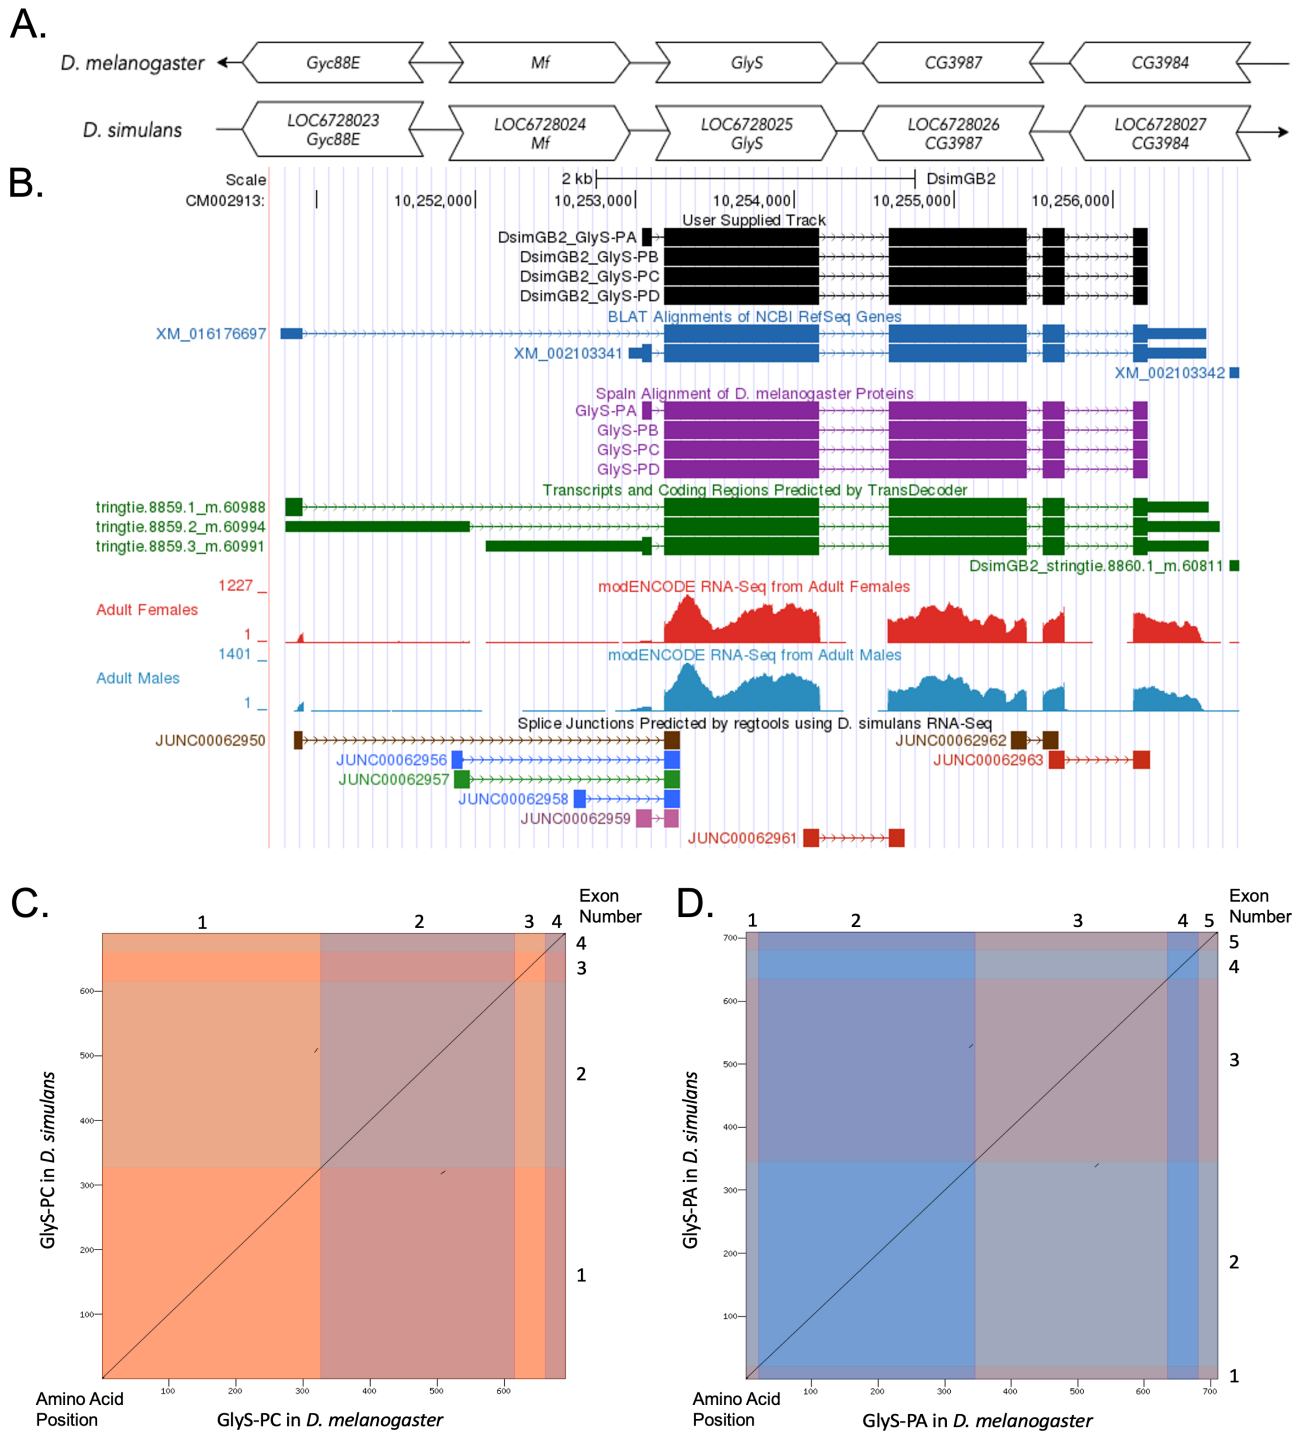 A.
D. melanogaster Gyc88E Mf GlyS CG3987 CG3984
D. simulans LOC6728023 Gyc88E LOC6728024 Mf LOC6728025 GlyS LOC6728026 CG3987 LOC6728027 CG3984
B.
Scale 2 kb DsimGB2
CM002913: 10,252,000 10,253,000 10,254,000 10,255,000 10,256,000
User Supplied Track
DsimGB2_GlyS-PA
DsimGB2_GlyS-PB
DsimGB2_GlyS-PC
DsimGB2_GlyS-PD
BLAT Alignments of NCBI RefSeq Genes
XM_016176697
XM_002103341
XM_002103342
Spaln Alignment of D. melanogaster Proteins
GlyS-PA
GlyS-PB
GlyS-PC
GlyS-PD
Transcripts and Coding Regions Predicted by TransDecoder
tringtie.8859.1_m.60988
tringtie.8859.2_m.60994
tringtie.8859.3_m.60991
DsimGB2_stringtie.8860.1_m.60811
1227 _ modENCODE RNA-Seq from Adult Females
Adult Females
1 _
1401 _ modENCODE RNA-Seq from Adult Males
Adult Males
1 _
Splice Junctions Predicted by regtools using D. simulans RNA-Seq
JUNC00062950 JUNC00062962
JUNC00062956 JUNC00062963
JUNC00062957
JUNC00062958
JUNC00062959
JUNC00062961
C.
Exon Number
1 2 3 4
4
3
2
1
600
500
400
300
200
100
GlyS-PC in D. simulans
100 200 300 400 500 600
Amino Acid Position
GlyS-PC in D. melanogaster
D.
Exon Number
1 2 3 4 5
5
4
3
2
1
700
600
500
400
300
200
100
GlyS-PA in D. simulans
100 200 300 400 500 600 700
Amino Acid Position
GlyS-PA in D. melanogaster